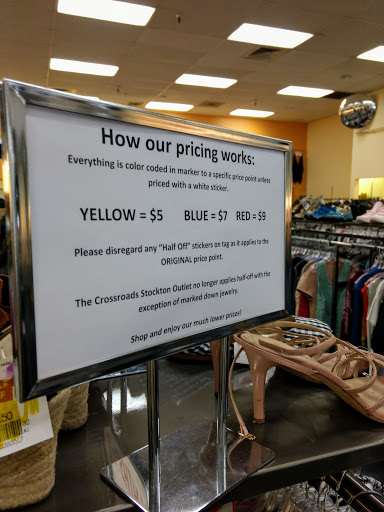 How our pricing works:
Everything is color coded in marker to a specific price point unless
priced with a white sticker.
YELLOW = $5 BLUE = $7 RED = $9
Please disregard any "Half Off" stickers on tag as it applies to the
ORIGINAL price point.
The Crossroads Stockton Outlet no longer applies half-off with the
exception of marked down jewelry.
Shop and enjoy our much lower prices!